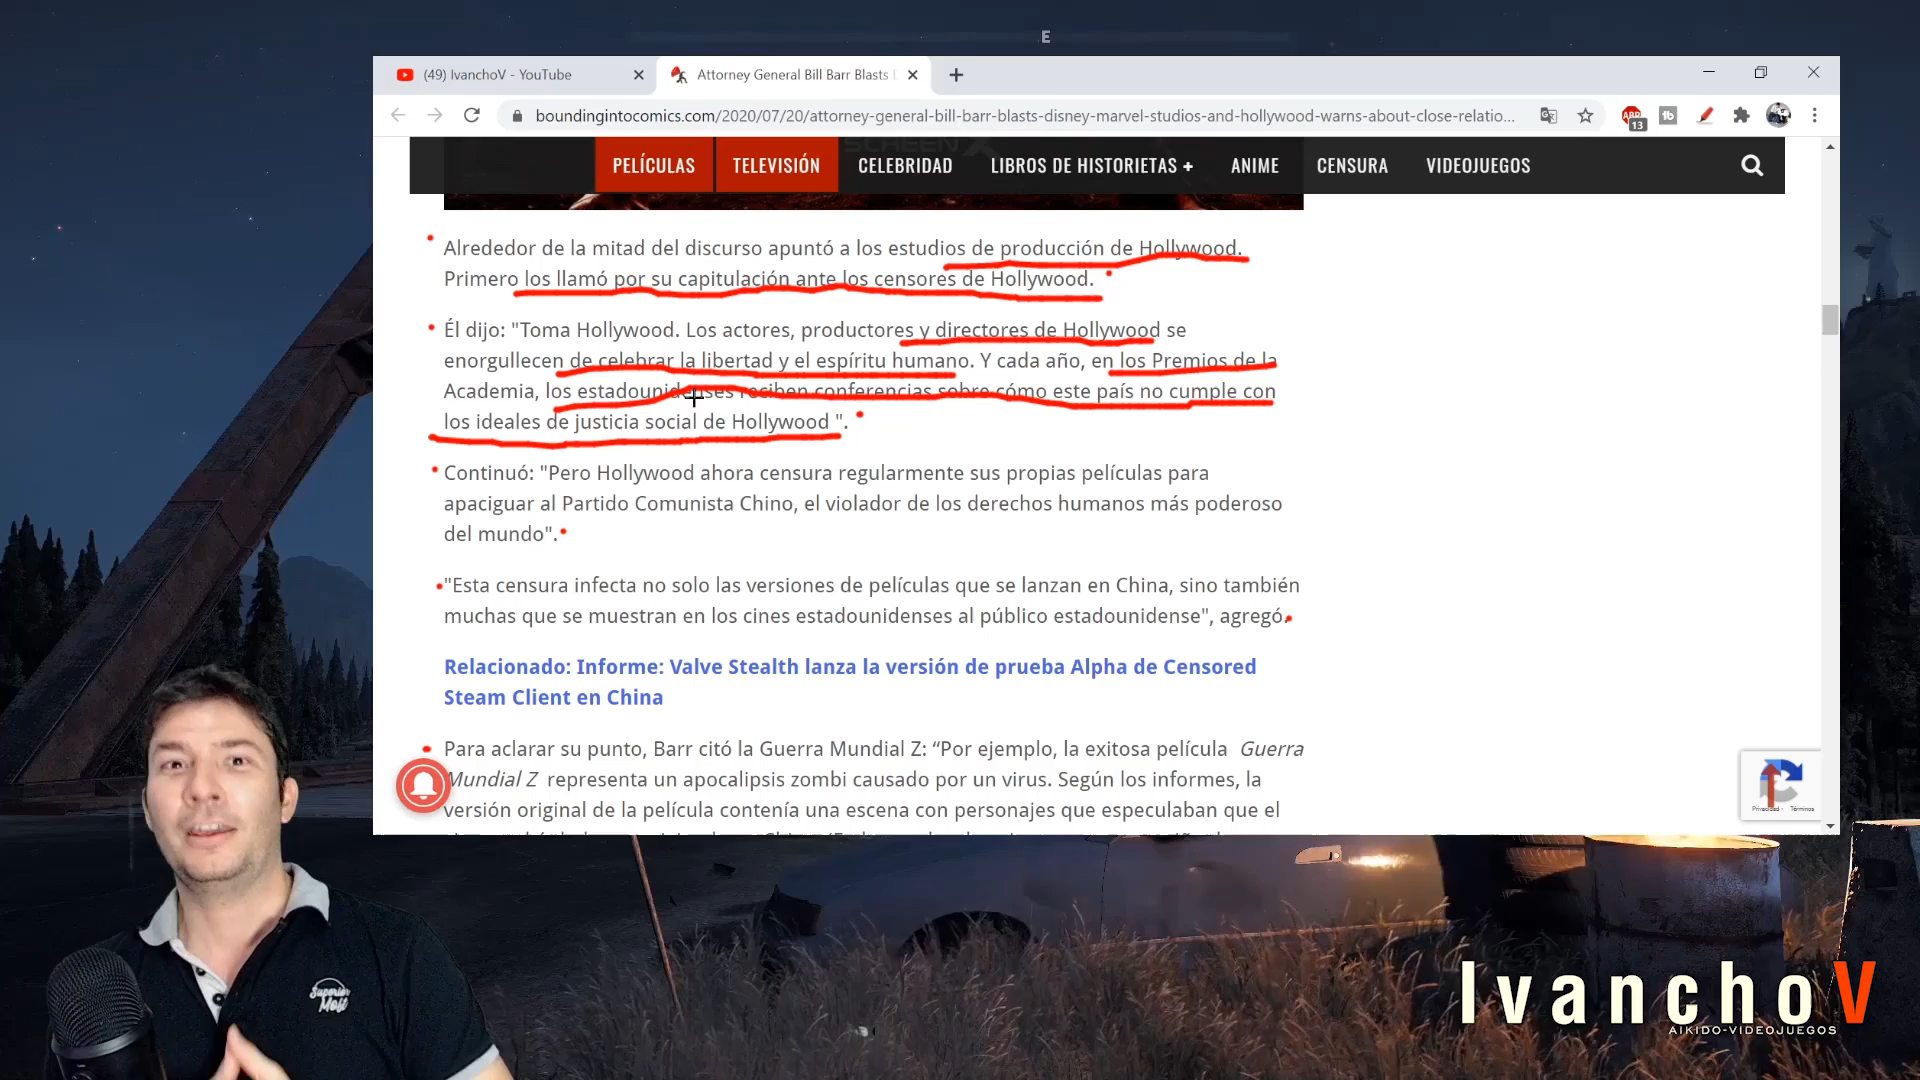 E
(49) IvanchoV - YouTube
Attorney General Bill Barr Blasts
boundingintocomics.com/2020/07/20/attorney-general-bill-barr-blasts-disney-marvel-studios-and-hollywood-warns-about-close-relatio...
ABP
13
tb
SCREEN X
PELÍCULAS TELEVISIÓN CELEBRIDAD LIBROS DE HISTORIETAS + ANIME CENSURA VIDEOJUEGOS
Alrededor de la mitad del discurso apuntó a los estudios de producción de Hollywood.
Primero los llamó por su capitulación ante los censores de Hollywood.
Él dijo: "Toma Hollywood. Los actores, productores y directores de Hollywood se
enorgullecen de celebrar la libertad y el espíritu humano. Y cada año, en los Premios de la
Academia, los estadounidenses reciben conferencias sobre cómo este país no cumple con
los ideales de justicia social de Hollywood ".
Continuó: "Pero Hollywood ahora censura regularmente sus propias películas para
apaciguar al Partido Comunista Chino, el violador de los derechos humanos más poderoso
del mundo".
"Esta censura infecta no solo las versiones de películas que se lanzan en China, sino también
muchas que se muestran en los cines estadounidenses al público estadounidense", agregó.
Relacionado: Informe: Valve Stealth lanza la versión de prueba Alpha de Censored
Steam Client en China
Para aclarar su punto, Barr citó la Guerra Mundial Z: “Por ejemplo, la exitosa película Guerra
Mundial Z representa un apocalipsis zombi causado por un virus. Según los informes, la
versión original de la película contenía una escena con personajes que especulaban que el
Privacidad - Términos
Superior
IvanchoV
AIKIDO-VIDEOJUEGOS